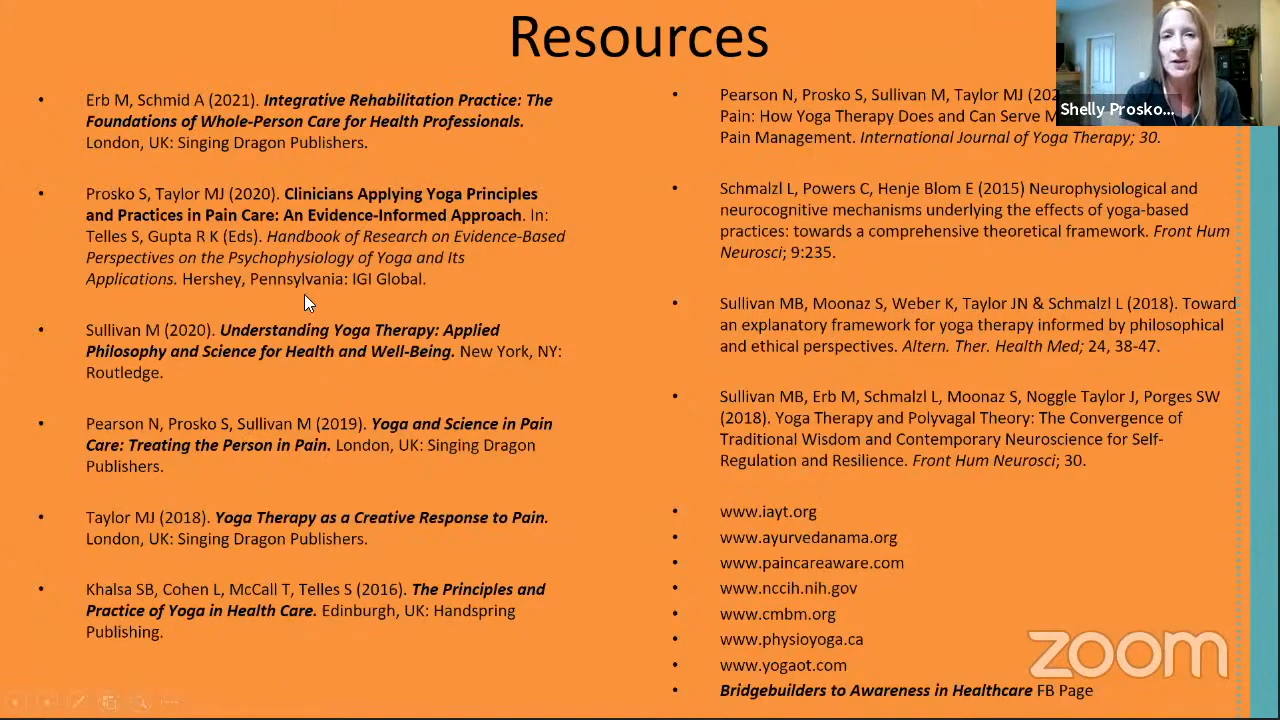 Resources
Erb M, Schmid A (2021). Integrative Rehabilitation Practice: The
Foundations of Whole-Person Care for Health Professionals.
London, UK: Singing Dragon Publishers.
Prosko S, Taylor MJ (2020). Clinicians Applying Yoga Principles
and Practices in Pain Care: An Evidence-Informed Approach. In:
Telles S, Gupta R K (Eds). Handbook of Research on Evidence-Based
Perspectives on the Psychophysiology of Yoga and Its
Applications. Hershey, Pennsylvania: IGI Global.
Sullivan M (2020). Understanding Yoga Therapy: Applied
Philosophy and Science for Health and Well-Being. New York, NY:
Routledge.
Pearson N, Prosko S, Sullivan M (2019). Yoga and Science in Pain
Care: Treating the Person in Pain. London, UK: Singing Dragon
Publishers.
Taylor MJ (2018). Yoga Therapy as a Creative Response to Pain.
London, UK: Singing Dragon Publishers.
Khalsa SB, Cohen L, McCall T, Telles S (2016). The Principles and
Practice of Yoga in Health Care. Edinburgh, UK: Handspring
Publishing.
Pearson N, Prosko S, Sullivan M, Taylor MJ (202
Pain: How Yoga Therapy Does and Can Serve M
Pain Management. International Journal of Yoga Therapy; 30.
Schmalzl L, Powers C, Henje Blom E (2015) Neurophysiological and
neurocognitive mechanisms underlying the effects of yoga-based
practices: towards a comprehensive theoretical framework. Front Hum
Neurosci; 9:235.
Sullivan MB, Moonaz S, Weber K, Taylor JN & Schmalzl L (2018). Toward
an explanatory framework for yoga therapy informed by philosophical
and ethical perspectives. Altern. Ther. Health Med; 24, 38-47.
Sullivan MB, Erb M, Schmalzl L, Moonaz S, Noggle Taylor J, Porges SW
(2018). Yoga Therapy and Polyvagal Theory: The Convergence of
Traditional Wisdom and Contemporary Neuroscience for Self-
Regulation and Resilience. Front Hum Neurosci; 30.
www.iayt.org
www.ayurvedanama.org
www.paincareaware.com
www.nccih.nih.gov
www.cmbm.org
www.physioyoga.ca
www.yogaot.com
Bridgebuilders to Awareness in Healthcare FB Page
Shelly Prosko...
zoom